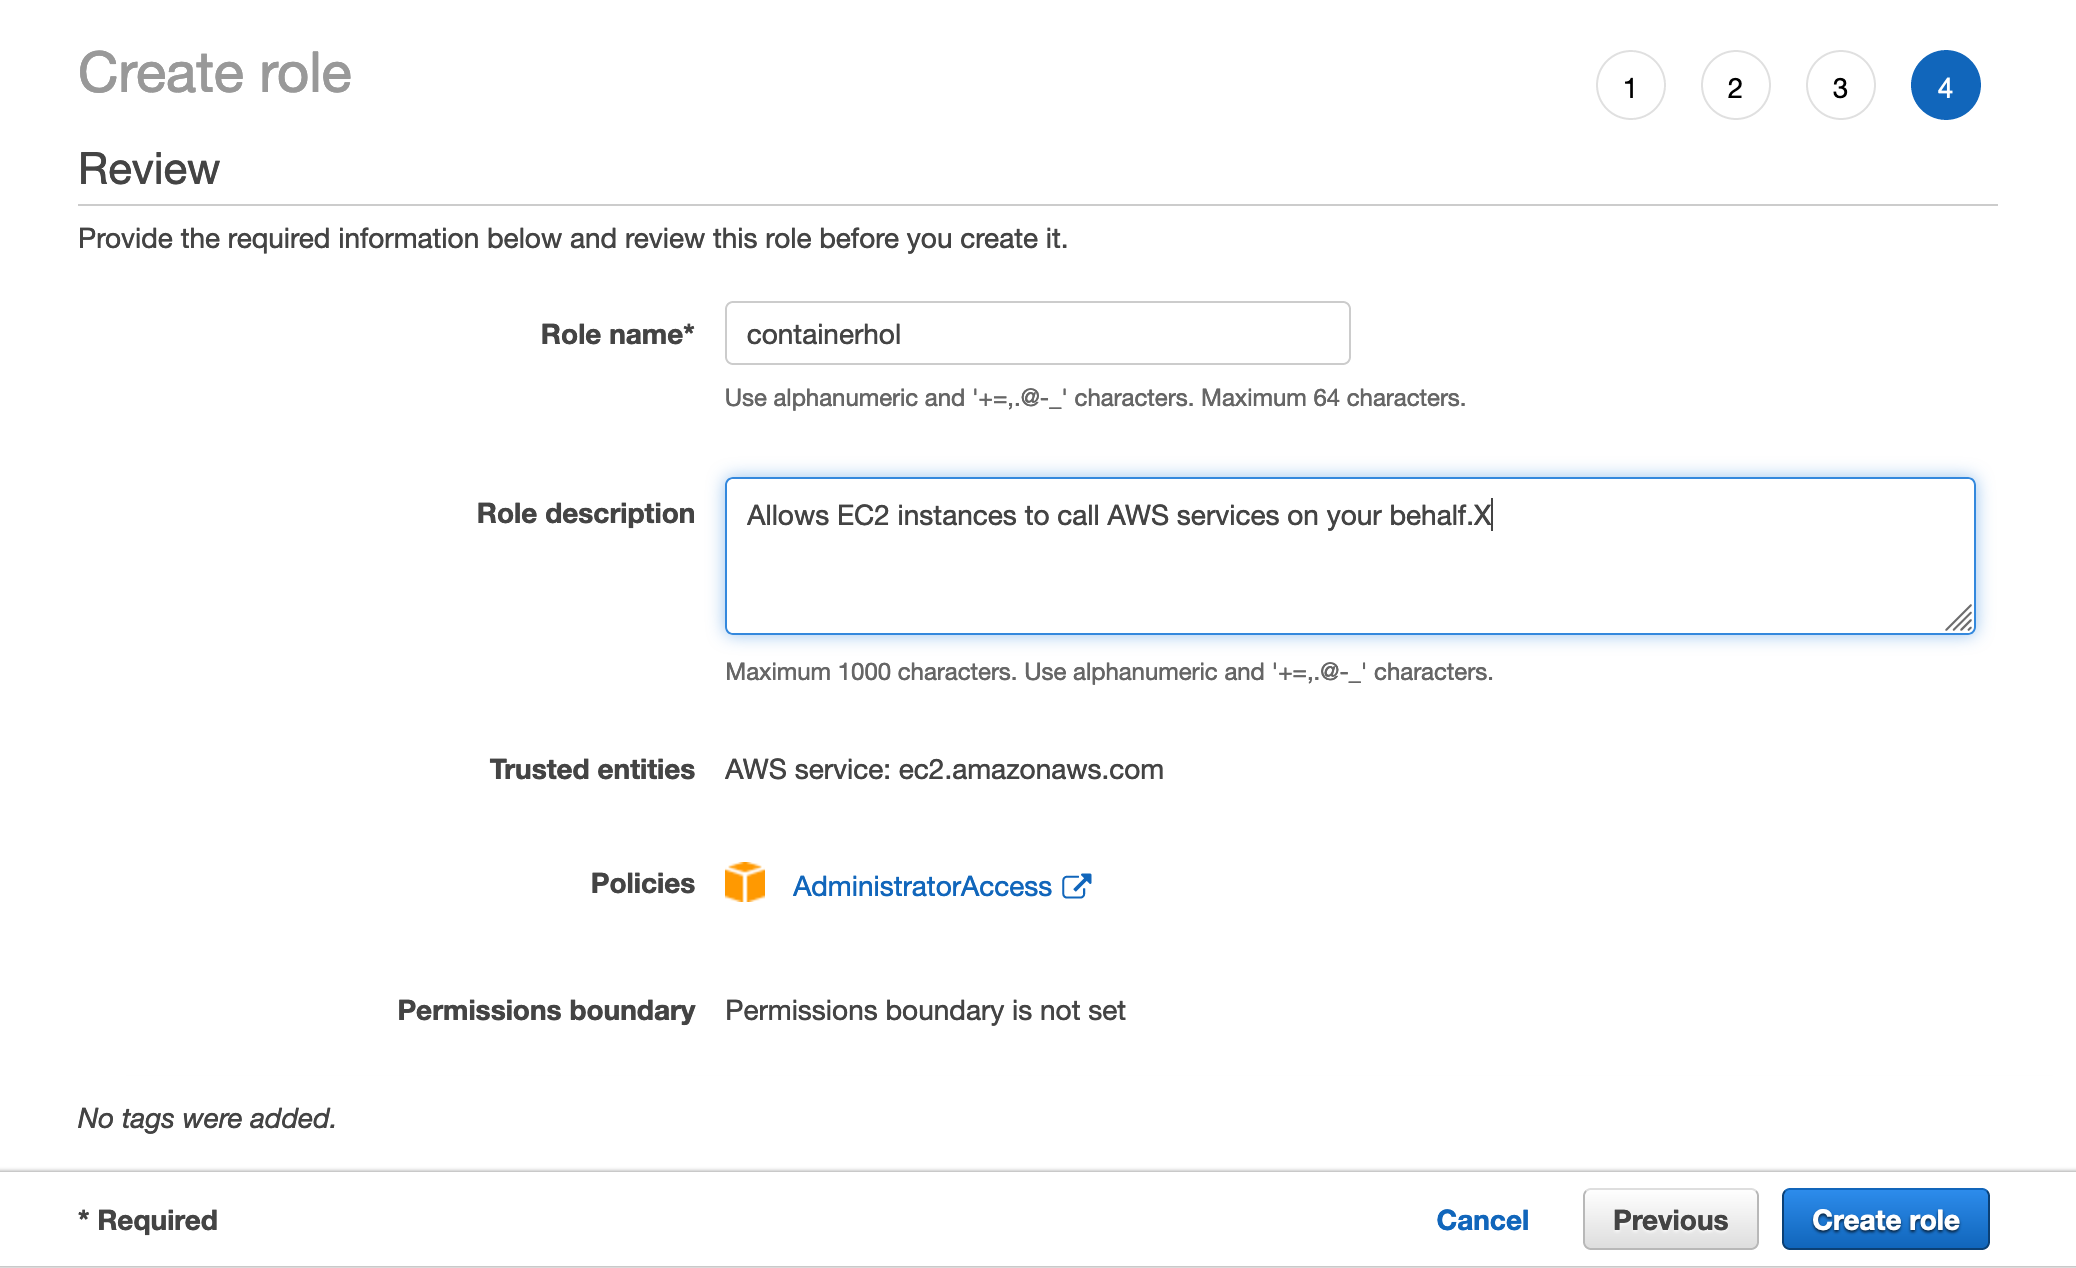 Create role
1 2 3 4
Review
Provide the required information below and review this role before you create it.
Role name* containerhol
Use alphanumeric and '+=,.@-_' characters. Maximum 64 characters.
Role description Allows EC2 instances to call AWS services on your behalf.X
Maximum 1000 characters. Use alphanumeric and '+=,.@-_' characters.
Trusted entities AWS service: ec2.amazonaws.com
Policies AdministratorAccess
Permissions boundary Permissions boundary is not set
No tags were added.
* Required Cancel Previous Create role